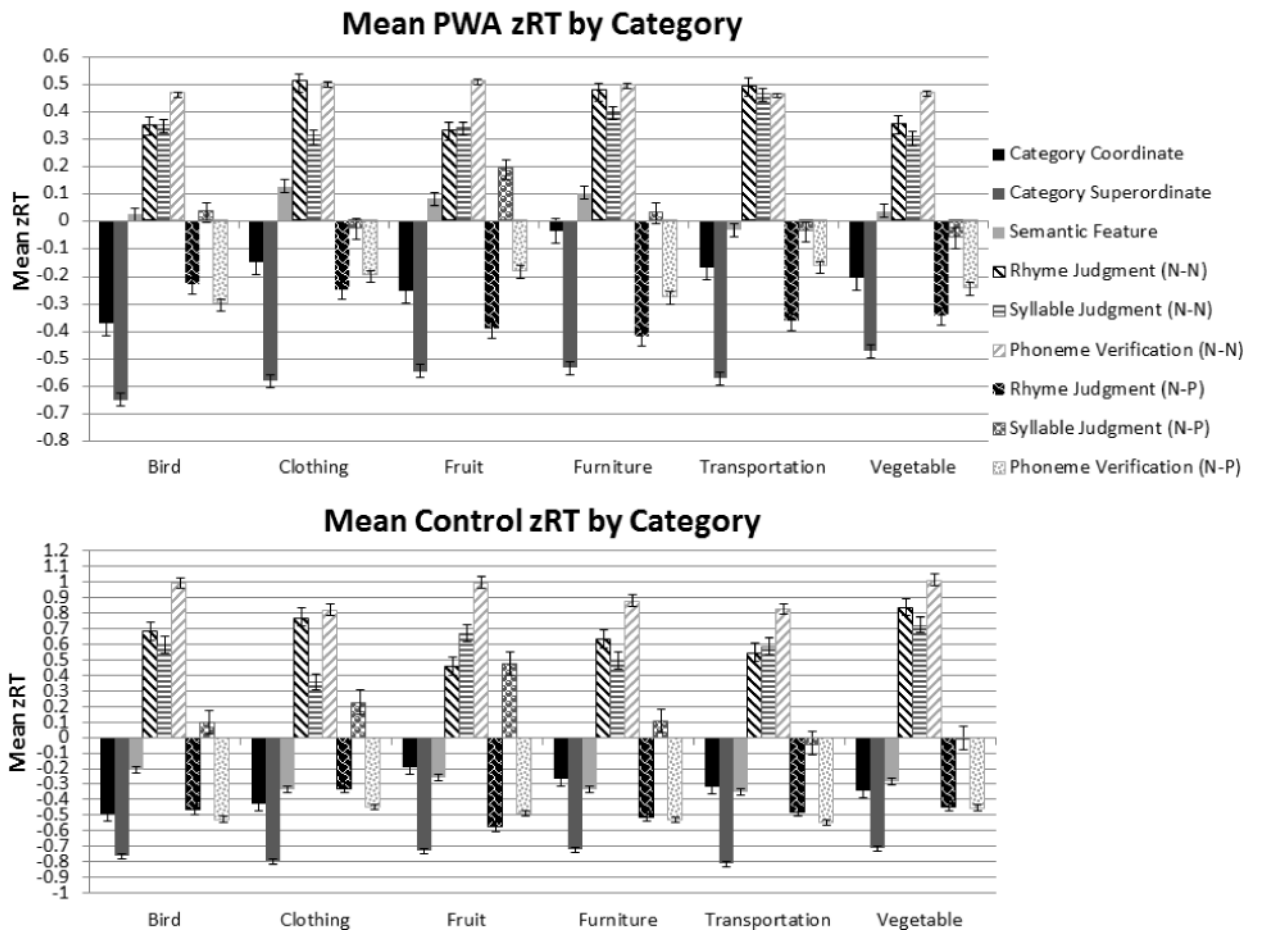 Mean PWA zRT by Category
Mean zRT
0.6
0.5
0.4
0.3
0.2
0.1
0
-0.1
-0.2
-0.3
-0.4
-0.5
-0.6
-0.7
-0.8
Bird Clothing Fruit Furniture Transportation Vegetable
Category Coordinate
Category Superordinate
Semantic Feature
Rhyme Judgment (N-N)
Syllable Judgment (N-N)
Phoneme Verification (N-N)
Rhyme Judgment (N-P)
Syllable Judgment (N-P)
Phoneme Verification (N-P)
Mean Control zRT by Category
Mean zRT
1.2
1.1
1
0.9
0.8
0.7
0.6
0.5
0.4
0.3
0.2
0.1
0
-0.1
-0.2
-0.3
-0.4
-0.5
-0.6
-0.7
-0.8
-0.9
-1
Bird Clothing Fruit Furniture Transportation Vegetable